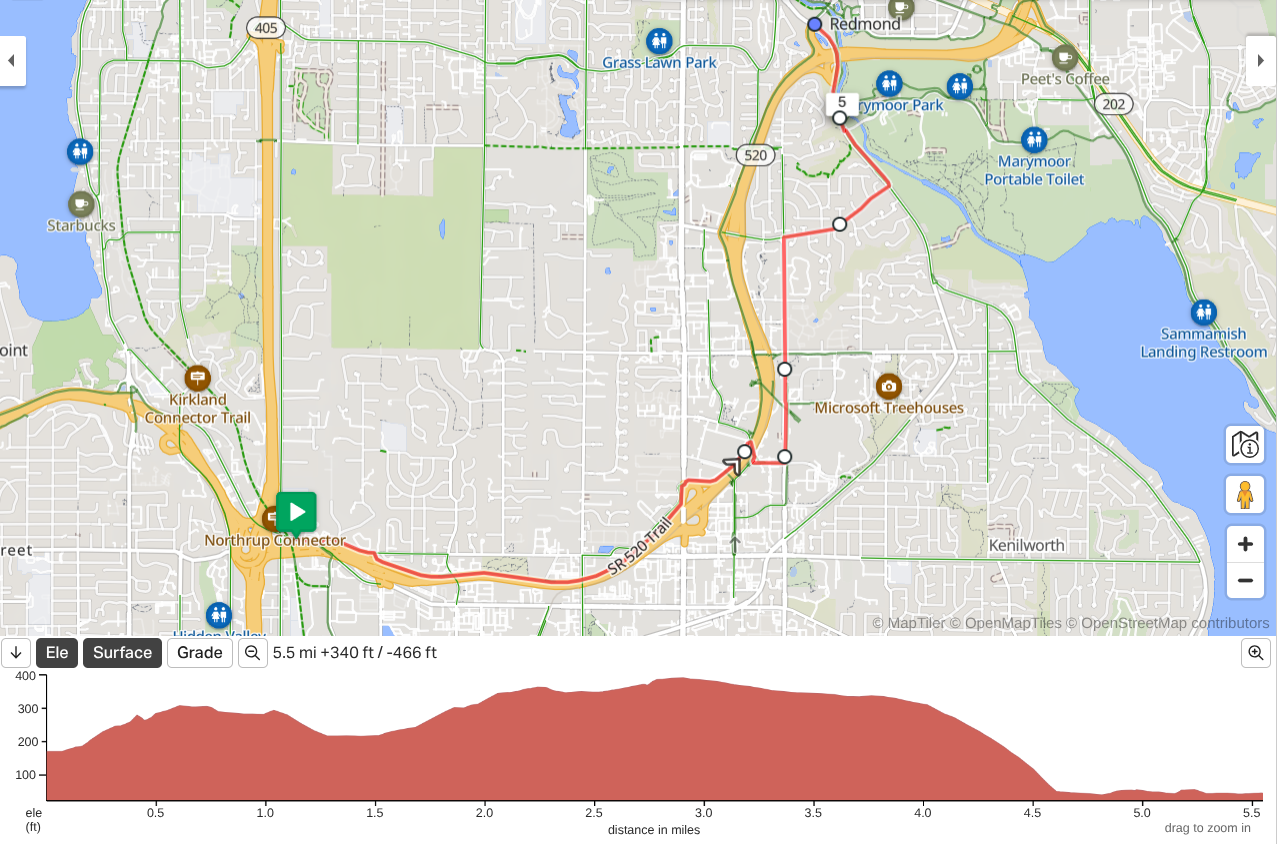 405
Redmond
Grass Lawn Park
Peet's Coffee
5
rymoor Park
202
520
Marymoor
Portable Toilet
Starbucks
Sammamish
Landing Restroom
oint
Kirkland
Connector Trail
Microsoft Treehouses
Northrup Connector
reet
SR 520 Trail
Kenilworth
Hidden Valley
© MapTiler © OpenMapTiles © OpenStreetMap contributors
Ele
Surface
Grade
5.5 mi +340 ft / -466 ft
400
300
200
100
ele
(ft)
0.5 1.0 1.5 2.0 2.5 3.0 3.5 4.0 4.5 5.0 5.5
distance in miles
drag to zoom in